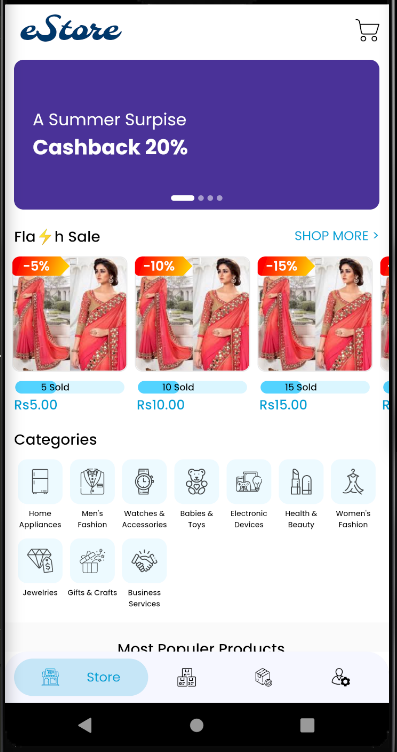 eStore
A Summer Surpise
Cashback 20%
Fla⚡h Sale
SHOP MORE >
-5%
-10%
-15%
5 Sold
10 Sold
15 Sold
Rs5.00
Rs10.00
Rs15.00
R
Categories
Home
Appliances
Men's
Fashion
Watches &
Accessories
Babies &
Toys
Electronic
Devices
Health &
Beauty
Women's
Fashion
Jewelries
Gifts & Crafts
Business
Services
Most Populer Products
Store